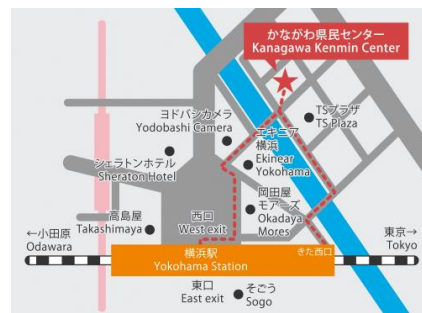 かながわ県民センター
Kanagawa Kenmin Center
ヨドバシカメラ
Yodobashi Camera
TSプラザ
TS Plaza
エキニア
横浜
Ekinear
Yokohama
シェラトンホテル
Sheraton Hotel
岡田屋
モアーズ
Okadaya
Mores
西口
West exit
高島屋
Takashimaya
←小田原
Odawara
東京→
Tokyo
横浜駅
Yokohama Station
きた西口
東口
East exit
そごう
Sogo